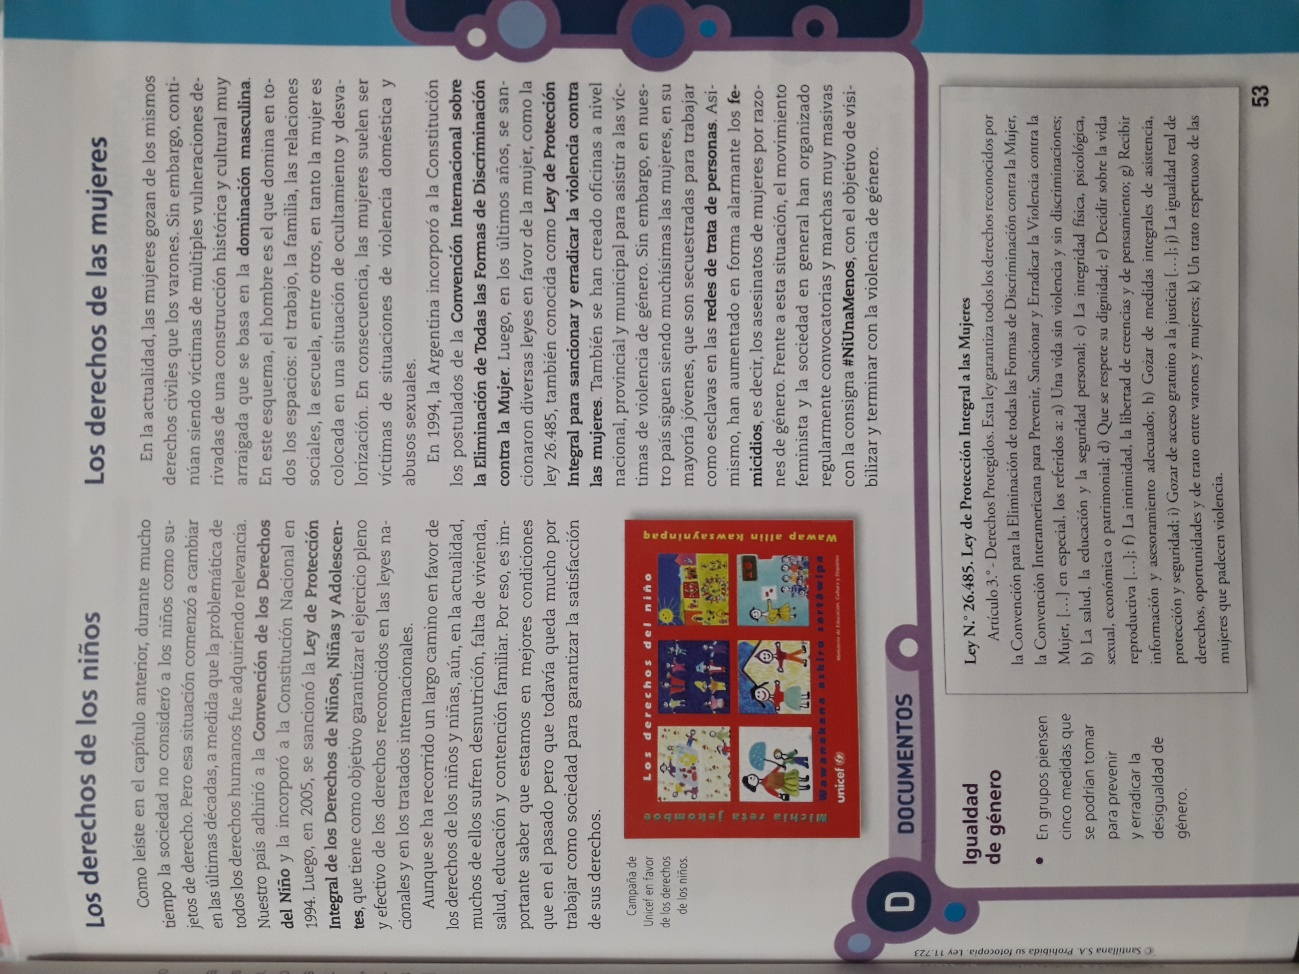 Los derechos de los niños
Como leíste en el capítulo anterior, durante mucho
tiempo la sociedad no consideró a los niños como su-
jetos de derecho. Pero esa situación comenzó a cambiar
en las últimas décadas, a medida que la problemática de
todos los derechos humanos fue adquiriendo relevancia.
Nuestro país adhirió a la Convención de los Derechos
del Niño y la incorporó a la Constitución Nacional en
1994. Luego, en 2005, se sancionó la Ley de Protección
Integral de los Derechos de Niños, Niñas y Adolescen-
tes, que tiene como objetivo garantizar el ejercicio pleno
y efectivo de los derechos reconocidos en las leyes na-
cionales y en los tratados internacionales.
Aunque se ha recorrido un largo camino en favor de
los derechos de los niños y niñas, aún, en la actualidad,
muchos de ellos sufren desnutrición, falta de vivienda,
salud, educación y contención familiar. Por eso, es im-
portante saber que estamos en mejores condiciones
que en el pasado pero que todavía queda mucho por
trabajar como sociedad para garantizar la satisfacción
de sus derechos.
Campaña de
Unicef en favor
de los derechos
de los niños.
Los derechos del niño
Michia reta jekomboe
Wawap allin kawsayninpaq
Wawanakana ashira sartäwipa
unicef
Ministerio de Educación, Cultura y Deportes
Los derechos de las mujeres
En la actualidad, las mujeres gozan de los mismos
derechos civiles que los varones. Sin embargo, conti-
núan siendo víctimas de múltiples vulneraciones de-
rivadas de una construcción histórica y cultural muy
arraigada que se basa en la dominación masculina.
En este esquema, el hombre es el que domina en to-
dos los espacios: el trabajo, la familia, las relaciones
sociales, la escuela, entre otros, en tanto la mujer es
colocada en una situación de ocultamiento y desva-
lorización. En consecuencia, las mujeres suelen ser
víctimas de situaciones de violencia doméstica y
abusos sexuales.
En 1994, la Argentina incorporó a la Constitución
los postulados de la Convención Internacional sobre
la Eliminación de Todas las Formas de Discriminación
contra la Mujer. Luego, en los últimos años, se san-
cionaron diversas leyes en favor de la mujer, como la
ley 26.485, también conocida como Ley de Protección
Integral para sancionar y erradicar la violencia contra
las mujeres. También se han creado oficinas a nivel
nacional, provincial y municipal para asistir a las víc-
timas de violencia de género. Sin embargo, en nues-
tro país siguen siendo muchísimas las mujeres, en su
mayoría jóvenes, que son secuestradas para trabajar
como esclavas en las redes de trata de personas. Asi-
mismo, han aumentado en forma alarmante los fe-
micidios, es decir, los asesinatos de mujeres por razo-
nes de género. Frente a esta situación, el movimiento
feminista y la sociedad en general han organizado
regularmente convocatorias y marchas muy masivas
con la consigna #NiUnaMenos, con el objetivo de visi-
bilizar y terminar con la violencia de género.
D
DOCUMENTOS
Igualdad
de género
• En grupos piensen
cinco medidas que
se podrían tomar
para prevenir
y erradicar la
desigualdad de
género.
Ley N.º 26.485. Ley de Protección Integral a las Mujeres
Artículo 3.º - Derechos Protegidos. Esta ley garantiza todos los derechos reconocidos por
la Convención para la Eliminación de todas las Formas de Discriminación contra la Mujer,
la Convención Interamericana para Prevenir, Sancionar y Erradicar la Violencia contra la
Mujer, [...] en especial, los referidos a: a) Una vida sin violencia y sin discriminaciones;
b) La salud, la educación y la seguridad personal; c) La integridad física, psicológica,
sexual, económica o patrimonial; d) Que se respete su dignidad; e) Decidir sobre la vida
reproductiva [...]; f) La intimidad, la libertad de creencias y de pensamiento; g) Recibir
información y asesoramiento adecuado; h) Gozar de medidas integrales de asistencia,
protección y seguridad; i) Gozar de acceso gratuito a la justicia [...]; j) La igualdad real de
derechos, oportunidades y de trato entre varones y mujeres; k) Un trato respetuoso de las
mujeres que padecen violencia.
© Santillana S.A. Prohibida su fotocopia. Ley 11.723
53